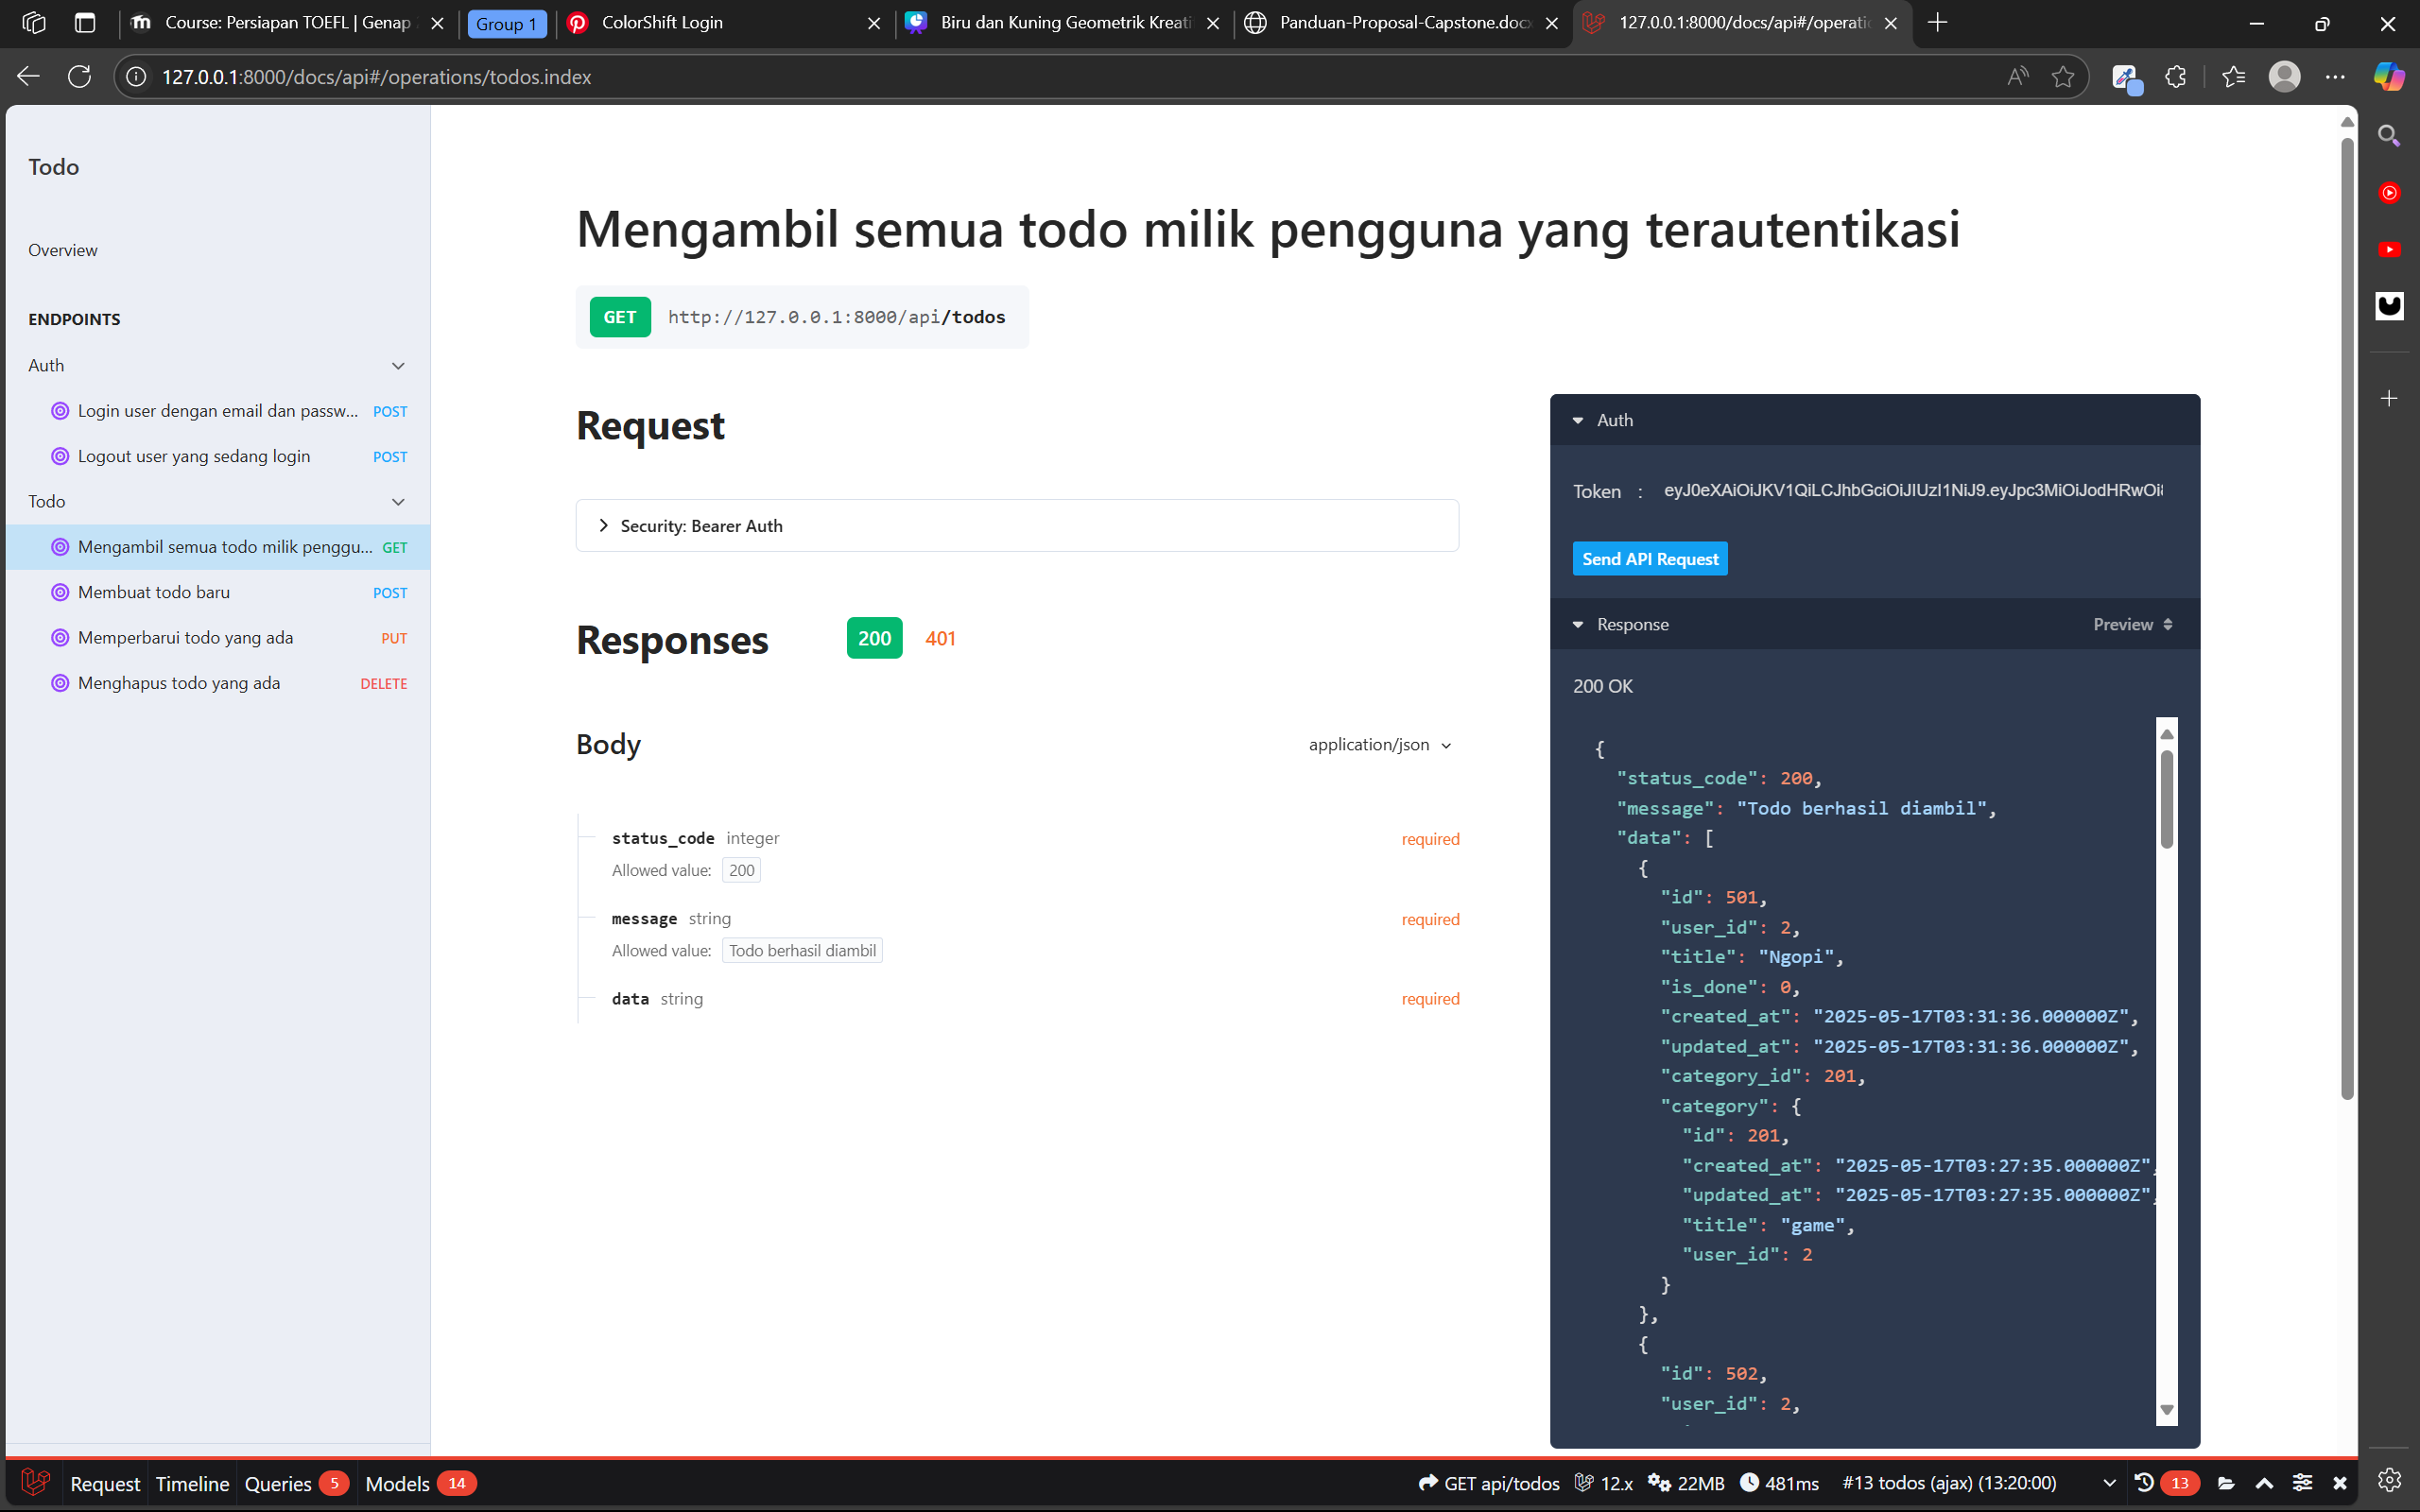 Course: Persiapan TOEFL | Genap
Group 1
ColorShift Login
Biru dan Kuning Geometrik Kreati
Panduan-Proposal-Capstone.docx
127.0.0.1:8000/docs/api#/operatio
127.0.0.1:8000/docs/api#/operations/todos.index
Todo
Overview
ENDPOINTS
Auth
Login user dengan email dan passw... POST
Logout user yang sedang login POST
Todo
Mengambil semua todo milik penggu... GET
Membuat todo baru POST
Memperbarui todo yang ada PUT
Menghapus todo yang ada DELETE
Mengambil semua todo milik pengguna yang terautentikasi
GET http://127.0.0.1:8000/api/todos
Request
Security: Bearer Auth
Responses 200 401
Body application/json
status_code integer required
Allowed value: 200
message string required
Allowed value: Todo berhasil diambil
data string required
Auth
Token : eyJ0eXAiOiJKV1QiLCJhbGciOiJIUzI1NiJ9.eyJpc3MiOiJodHRwOi
Send API Request
Response Preview
200 OK
{
"status_code": 200,
"message": "Todo berhasil diambil",
"data": [
{
"id": 501,
"user_id": 2,
"title": "Ngopi",
"is_done": 0,
"created_at": "2025-05-17T03:31:36.000000Z",
"updated_at": "2025-05-17T03:31:36.000000Z",
"category_id": 201,
"category": {
"id": 201,
"created_at": "2025-05-17T03:27:35.000000Z",
"updated_at": "2025-05-17T03:27:35.000000Z",
"title": "game",
"user_id": 2
}
},
{
"id": 502,
"user_id": 2,
Request Timeline Queries 5 Models 14 GET api/todos 12.x 22MB 481ms #13 todos (ajax) (13:20:00) 13